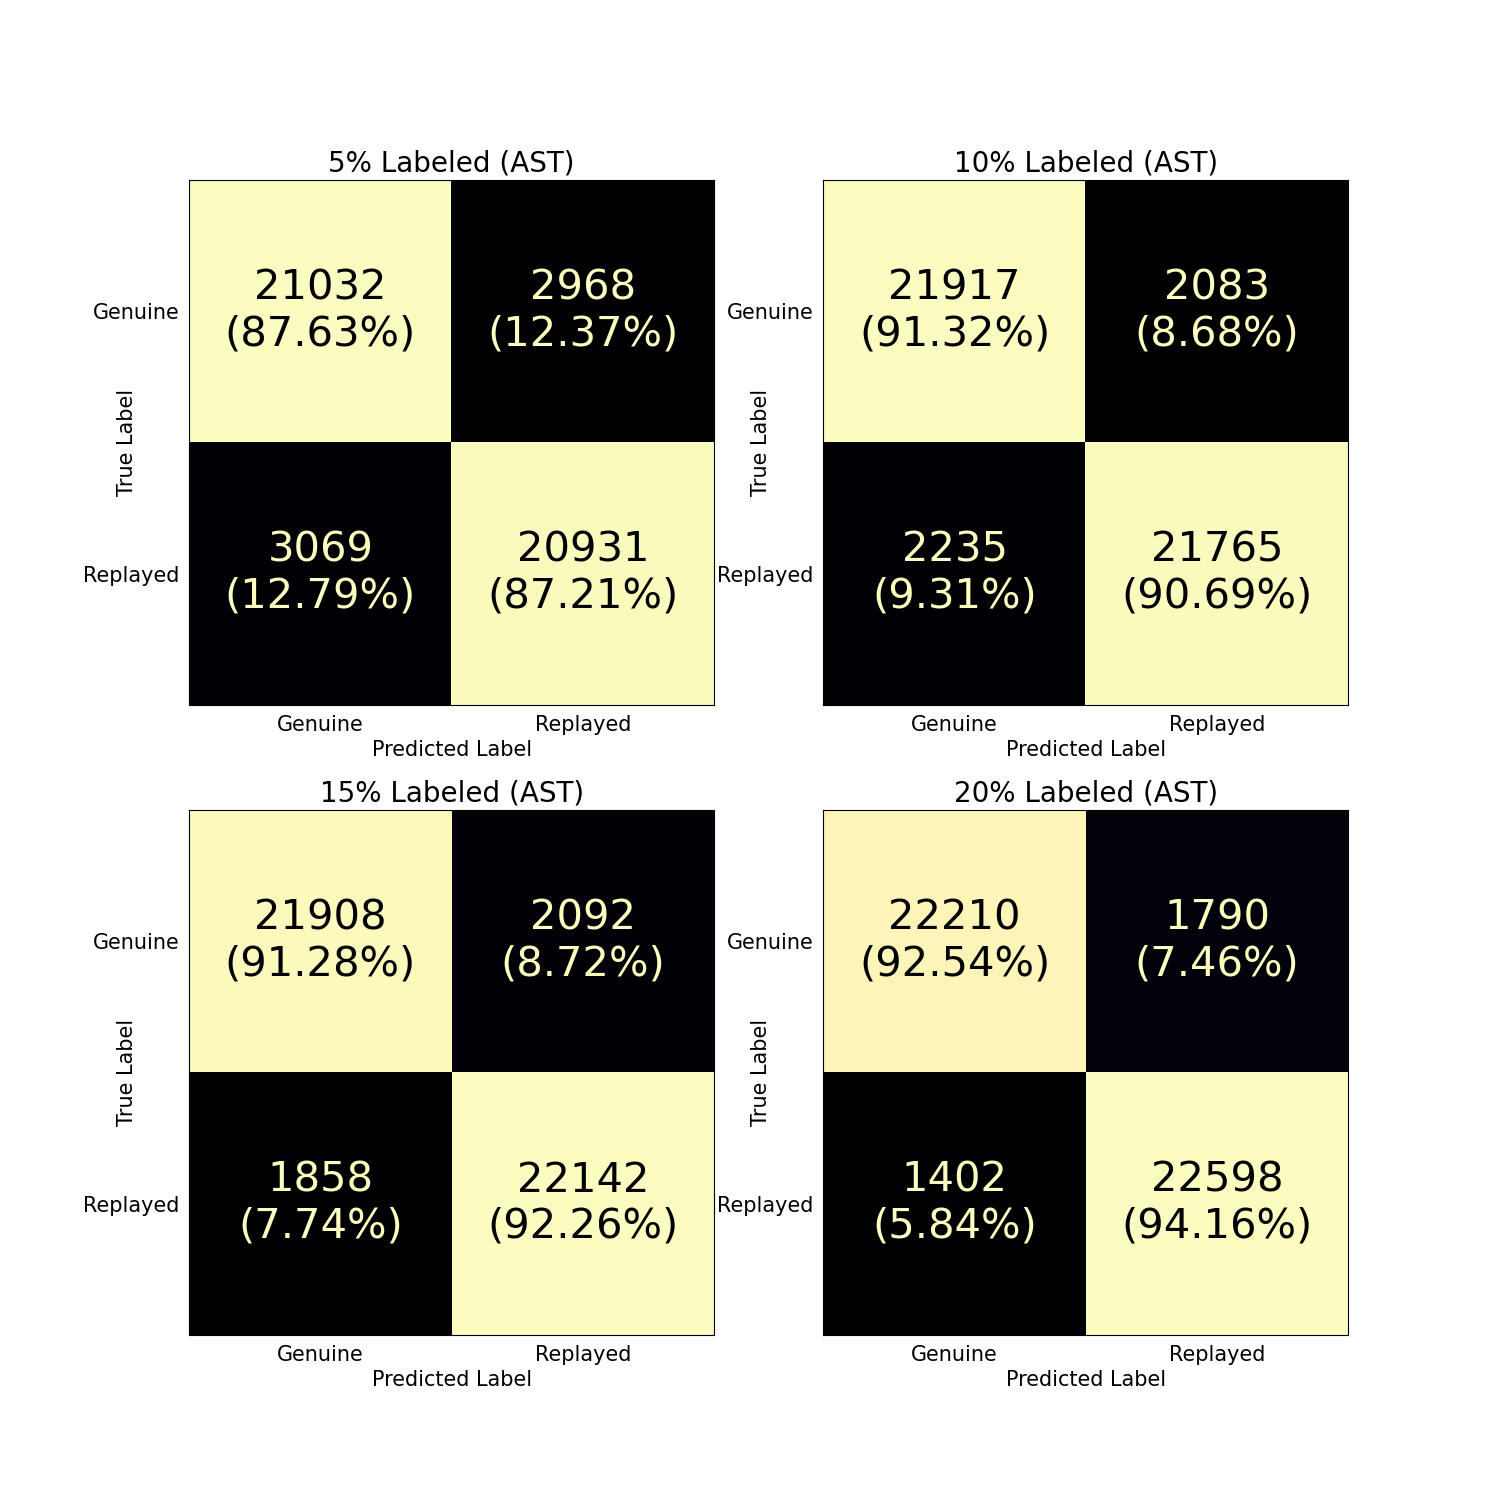 5% Labeled (AST)
Genuine
21032
(87.63%)
2968
(12.37%)
True Label
Replayed
3069
(12.79%)
20931
(87.21%)
Genuine
Replayed
Predicted Label
10% Labeled (AST)
Genuine
21917
(91.32%)
2083
(8.68%)
True Label
Replayed
2235
(9.31%)
21765
(90.69%)
Genuine
Replayed
Predicted Label
15% Labeled (AST)
Genuine
21908
(91.28%)
2092
(8.72%)
True Label
Replayed
1858
(7.74%)
22142
(92.26%)
Genuine
Replayed
Predicted Label
20% Labeled (AST)
Genuine
22210
(92.54%)
1790
(7.46%)
True Label
Replayed
1402
(5.84%)
22598
(94.16%)
Genuine
Replayed
Predicted Label